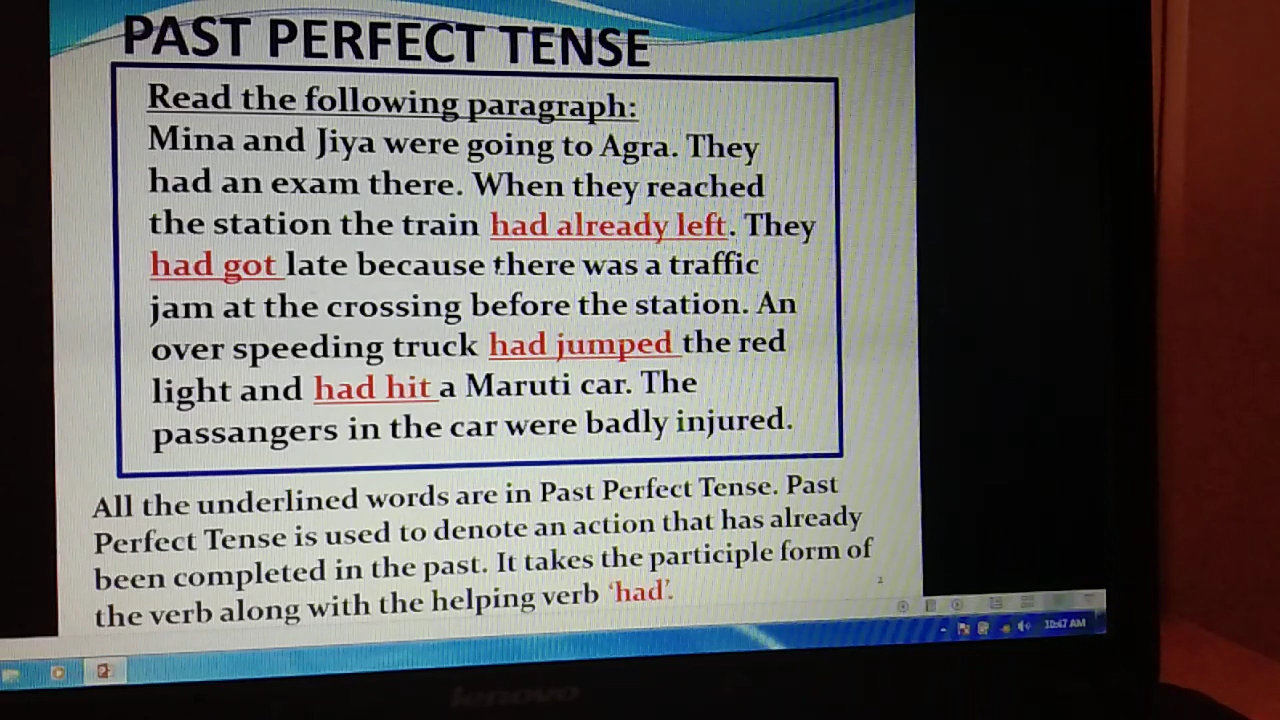 PAST PERFECT TENSE
Read the following paragraph:
Mina and Jiya were going to Agra. They
had an exam there. When they reached
the station the train had already left. They
had got late because there was a traffic
jam at the crossing before the station. An
over speeding truck had jumped the red
light and had hit a Maruti car. The
passangers in the car were badly injured.
All the underlined words are in Past Perfect Tense. Past
Perfect Tense is used to denote an action that has already
been completed in the past. It takes the participle form of
the verb along with the helping verb ‘had’.
2
10:47 AM
lenovo